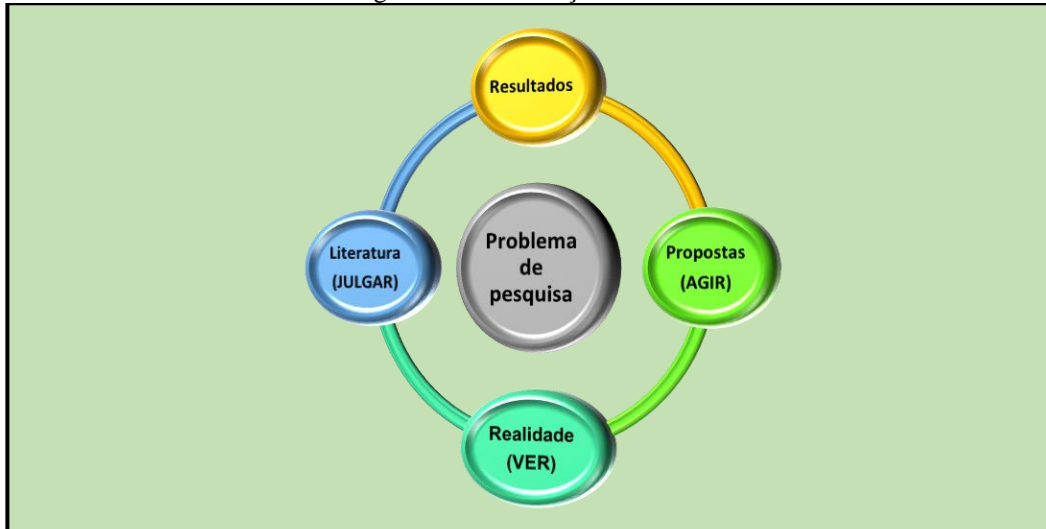 Resultados
Literatura
(JULGAR)
Problema
de
pesquisa
Propostas
(AGIR)
Realidade
(VER)